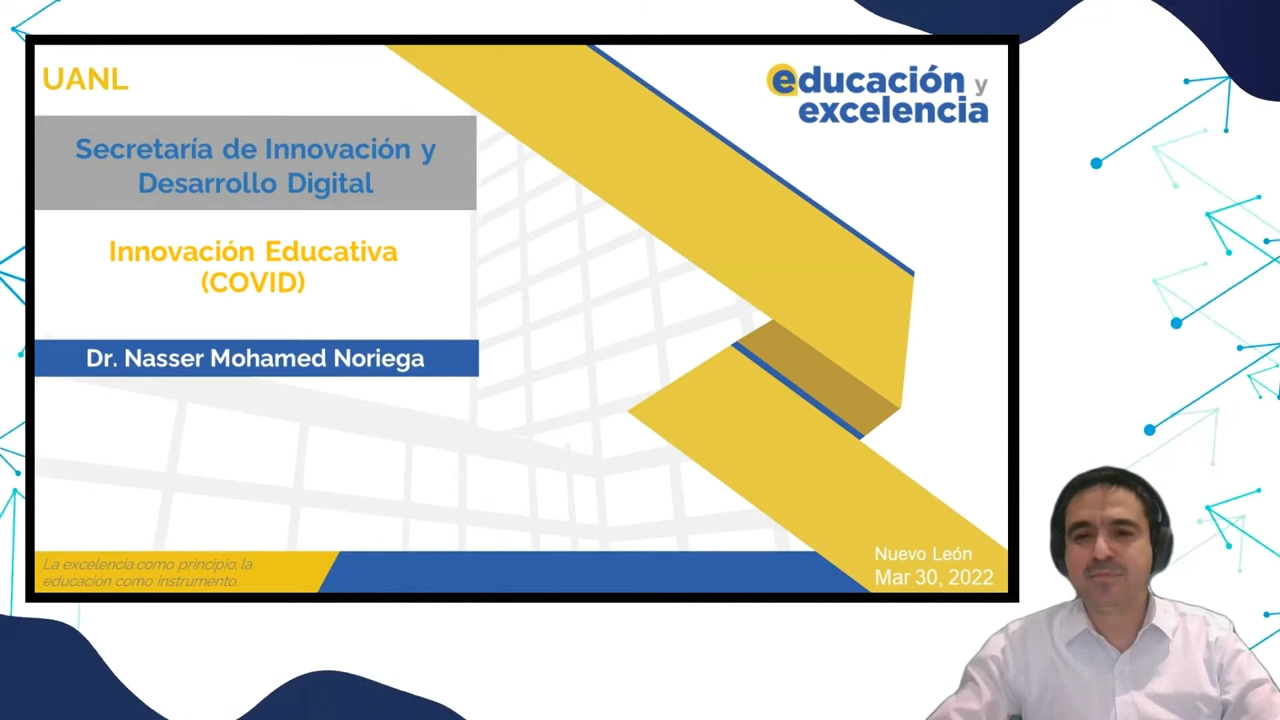 UANL
educación y
excelencia
Secretaría de Innovación y
Desarrollo Digital
Innovación Educativa
(COVID)
Dr. Nasser Mohamed Noriega
La excelencia como principio, la
educación como instrumento.
Nuevo León
Mar 30, 2022